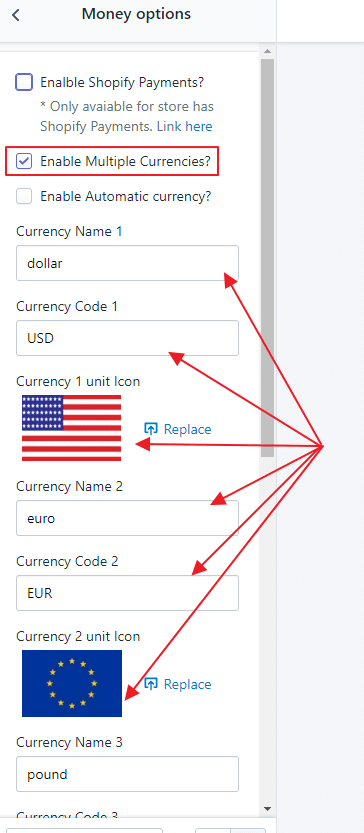 Money options
Enalble Shopify Payments?
* Only avaiable for store has
Shopify Payments. Link here
Enable Multiple Currencies?
Enable Automatic currency?
Currency Name 1
dollar
Currency Code 1
USD
Currency 1 unit Icon
Replace
Currency Name 2
euro
Currency Code 2
EUR
Currency 2 unit Icon
Replace
Currency Name 3
pound
Currency Code 3